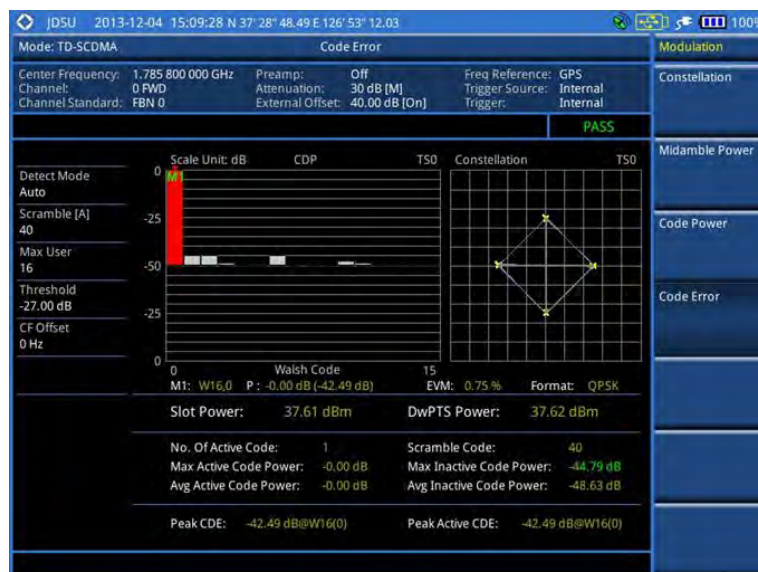 JDSU 2013-12-04 15:09:28 N 37° 28" 48.49 E 126° 53" 12.03 100%
Mode: TD-SCDMA Code Error Modulation
Center Frequency: 1.785 800 000 GHz Preamp: Off Freq Reference: GPS
Channel: 0 FWD Attenuation: 30 dB [M] Trigger Source: Internal
Channel Standard: FBN 0 External Offset: 40.00 dB [On] Trigger: Internal
Constellation
PASS
Midamble Power
Scale Unit: dB CDP TS0 Constellation TS0
Detect Mode
Auto
0 M1
Scramble [A]
40
-25
Code Power
Max User
16
-50
Threshold
-27.00 dB
-25
Code Error
CF Offset
0 Hz
0
0 Walsh Code 15
M1: W16,0 P : -0.00 dB (-42.49 dB) EVM: 0.75 % Format: QPSK
Slot Power: 37.61 dBm DwPTS Power: 37.62 dBm
No. Of Active Code: 1 Scramble Code: 40
Max Active Code Power: -0.00 dB Max Inactive Code Power: -44.79 dB
Avg Active Code Power: -0.00 dB Avg Inactive Code Power: -48.63 dB
Peak CDE: -42.49 dB@W16(0) Peak Active CDE: -42.49 dB@W16(0)